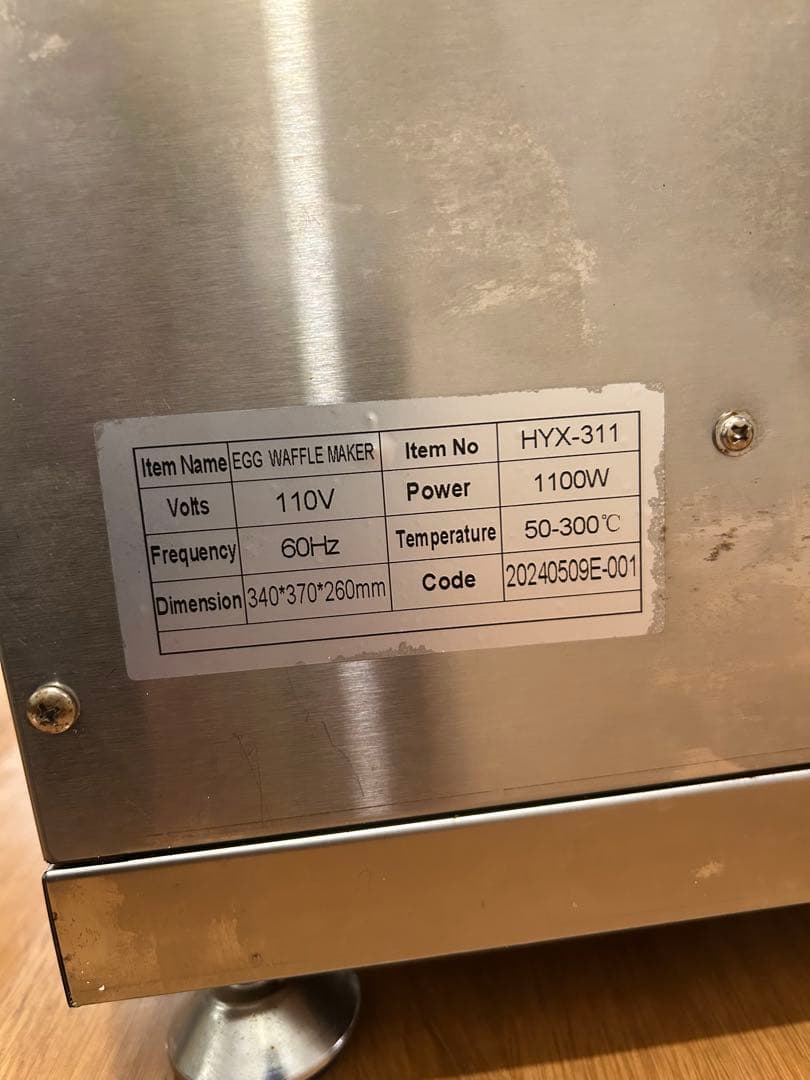 Item Name EGG WAFFLE MAKER Item No HYX-311
Volts 110V Power 1100W
Frequency 60Hz Temperature 50-300℃
Dimension 340*370*260mm Code 20240509E-001